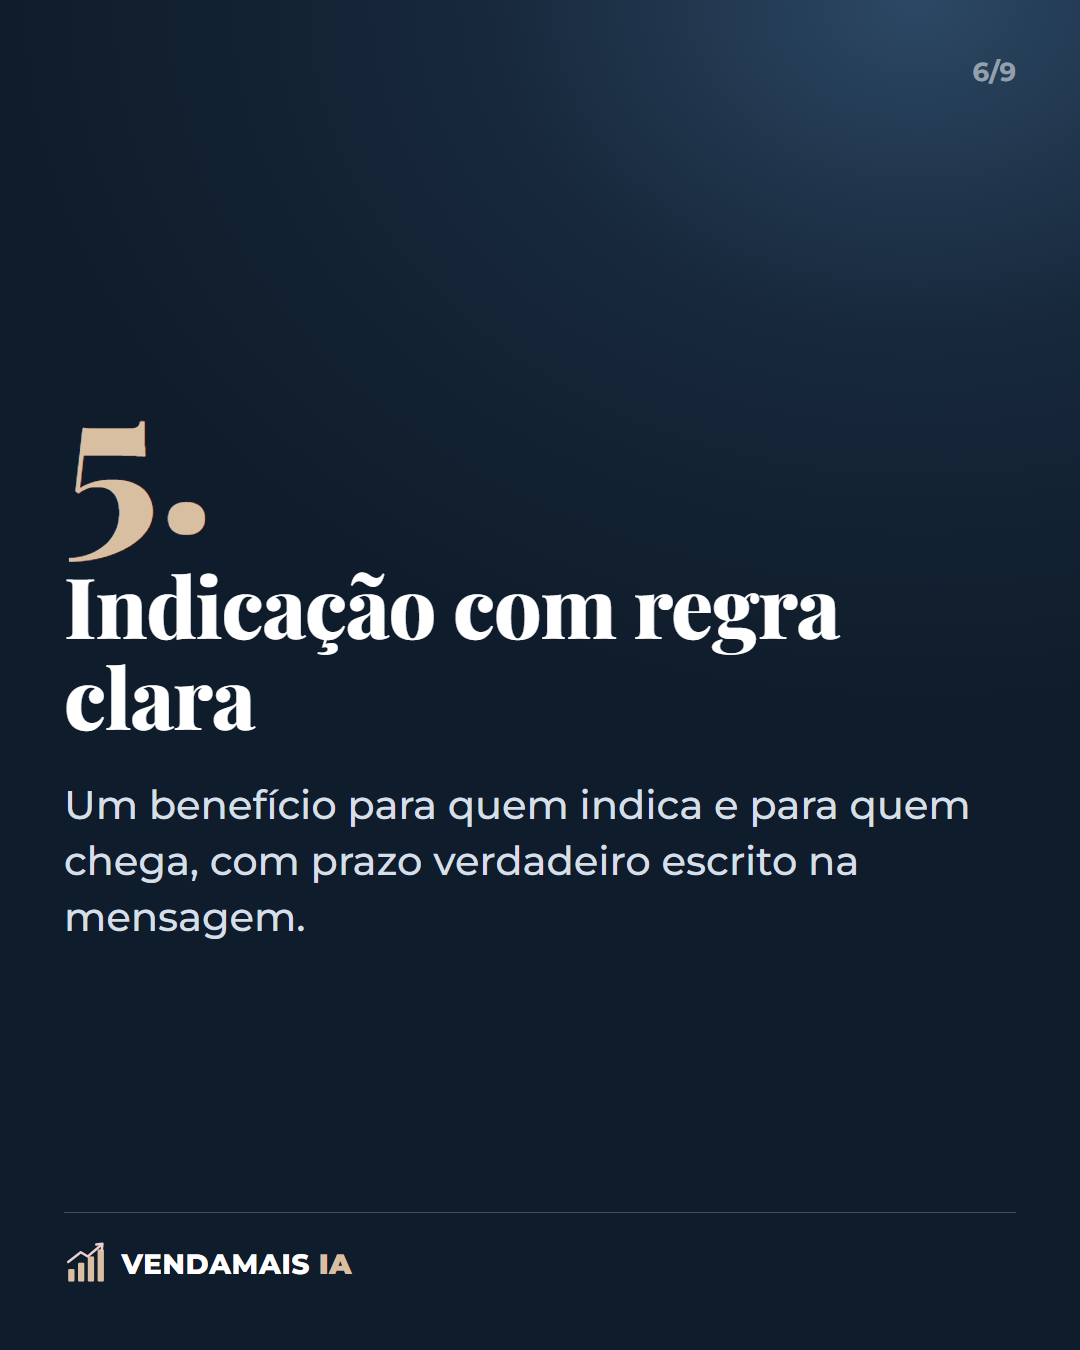 6/9
5.
Indicação com regra
clara
Um benefício para quem indica e para quem
chega, com prazo verdadeiro escrito na
mensagem.
VENDAMAIS IA